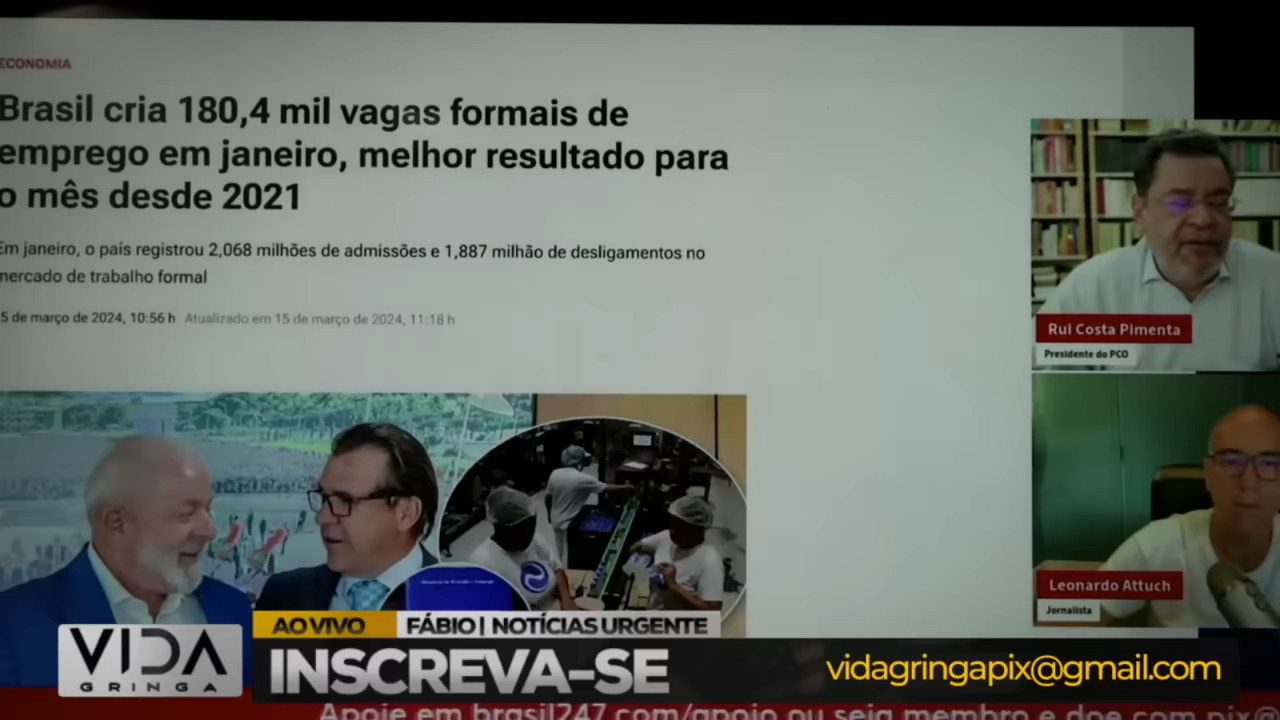 ECONOMIA
Brasil cria 180,4 mil vagas formais de
emprego em janeiro, melhor resultado para
o mês desde 2021
Em janeiro, o país registrou 2,068 milhões de admissões e 1,887 milhão de desligamentos no
mercado de trabalho formal
5 de março de 2024, 10:56 h Atualizado em 15 de março de 2024, 11:18 h
Rui Costa Pimenta
Presidente do PCO
Leonardo Attuch
Jornalista
AO VIVO
FÁBIO | NOTÍCIAS URGENTE
VIDA
GRINGA
INSCREVA-SE
vidagringapix@gmail.com
Apoie em brasil247.com/apoio ou seja membro e doe com pix@